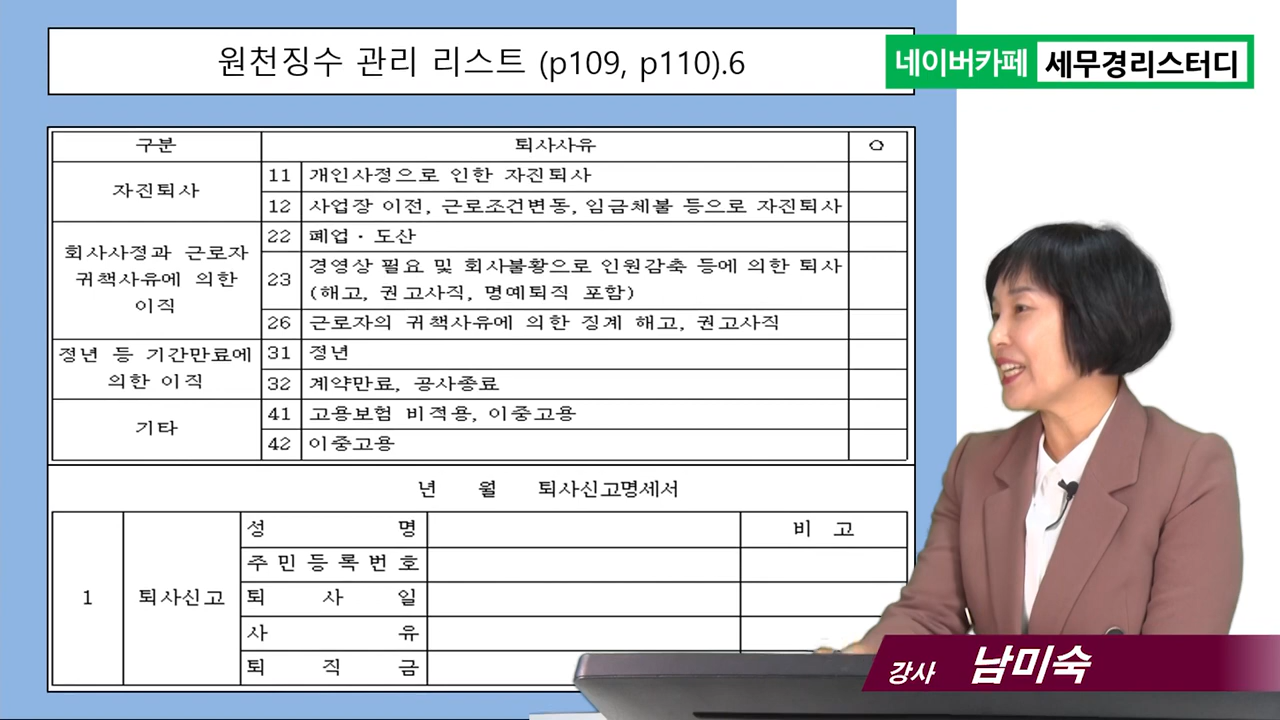 원천징수 관리 리스트 (p109, p110).6
네이버카페 세무경리스터디
구분 퇴사사유 ○
자진퇴사
11 개인사정으로 인한 자진퇴사
12 사업장 이전, 근로조건변동, 임금체불 등으로 자진퇴사
회사사정과 근로자
귀책사유에 의한
이직
22 폐업·도산
23 경영상 필요 및 회사불황으로 인원감축 등에 의한 퇴사
(해고, 권고사직, 명예퇴직 포함)
26 근로자의 귀책사유에 의한 징계 해고, 권고사직
정년 등 기간만료에
의한 이직
31 정년
32 계약만료, 공사종료
기타
41 고용보험 비적용, 이중고용
42 이중고용
년 월 퇴사신고명세서
1 퇴사신고
성 명 비 고
주민등록번호
퇴 사 일
사 유
퇴 직 금
강사 남미숙